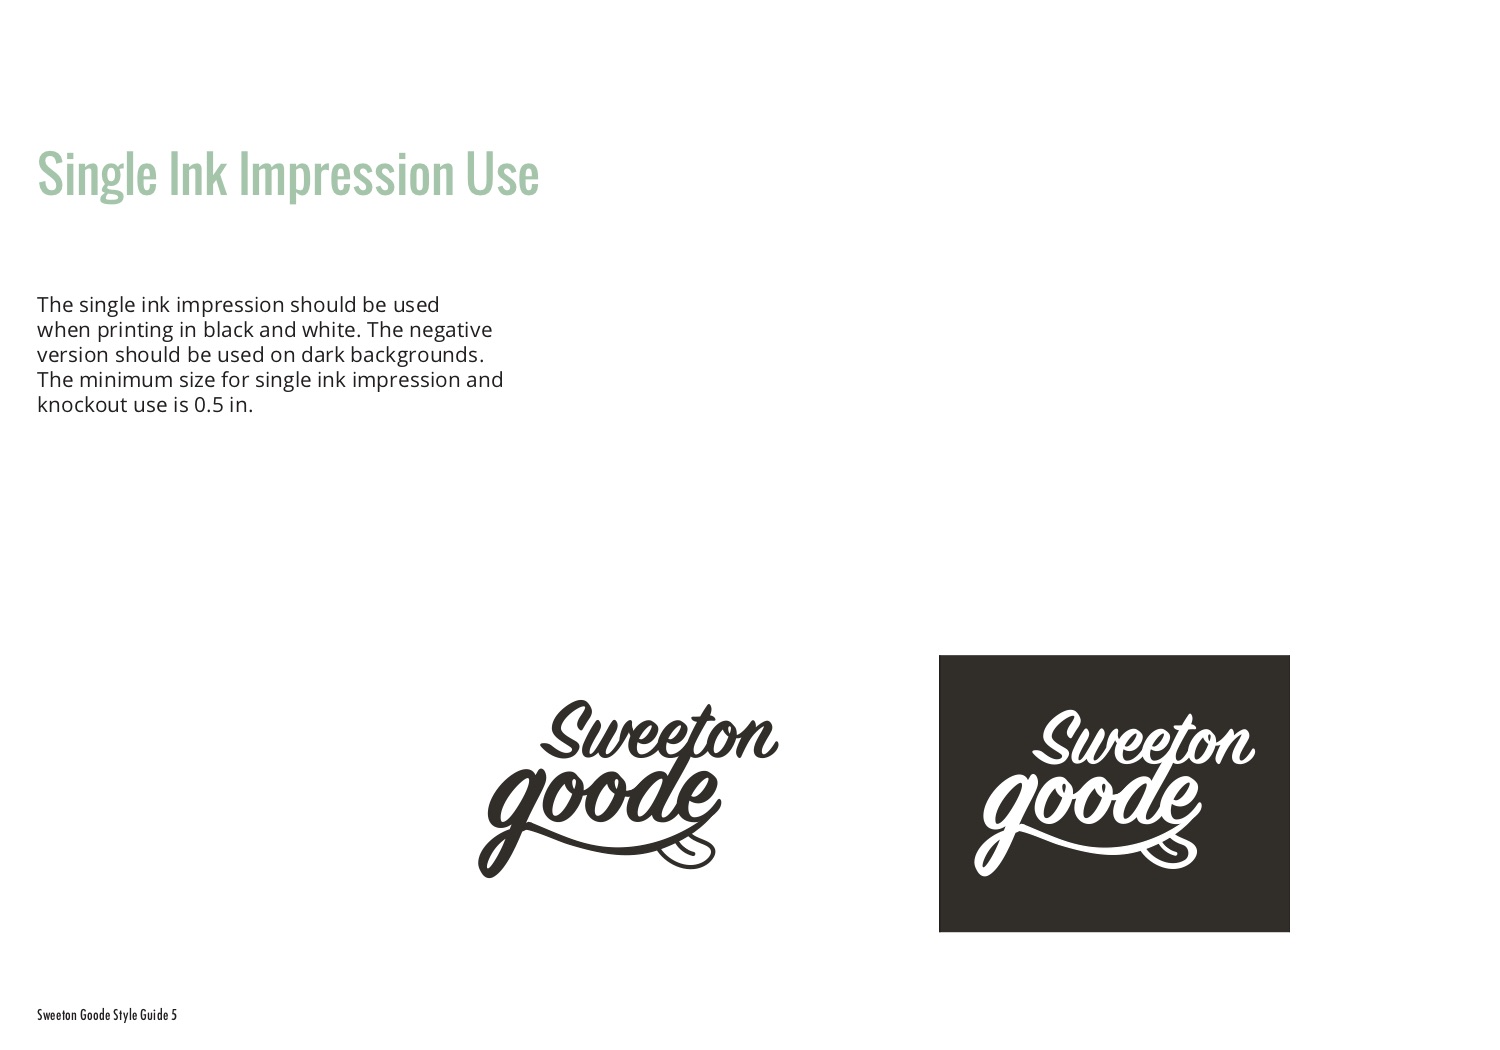 Single Ink Impression Use
The single ink impression should be used
when printing in black and white. The negative
version should be used on dark backgrounds.
The minimum size for single ink impression and
knockout use is 0.5 in.
Sweeton
goode
Sweeton
goode
Sweeton Goode Style Guide 5